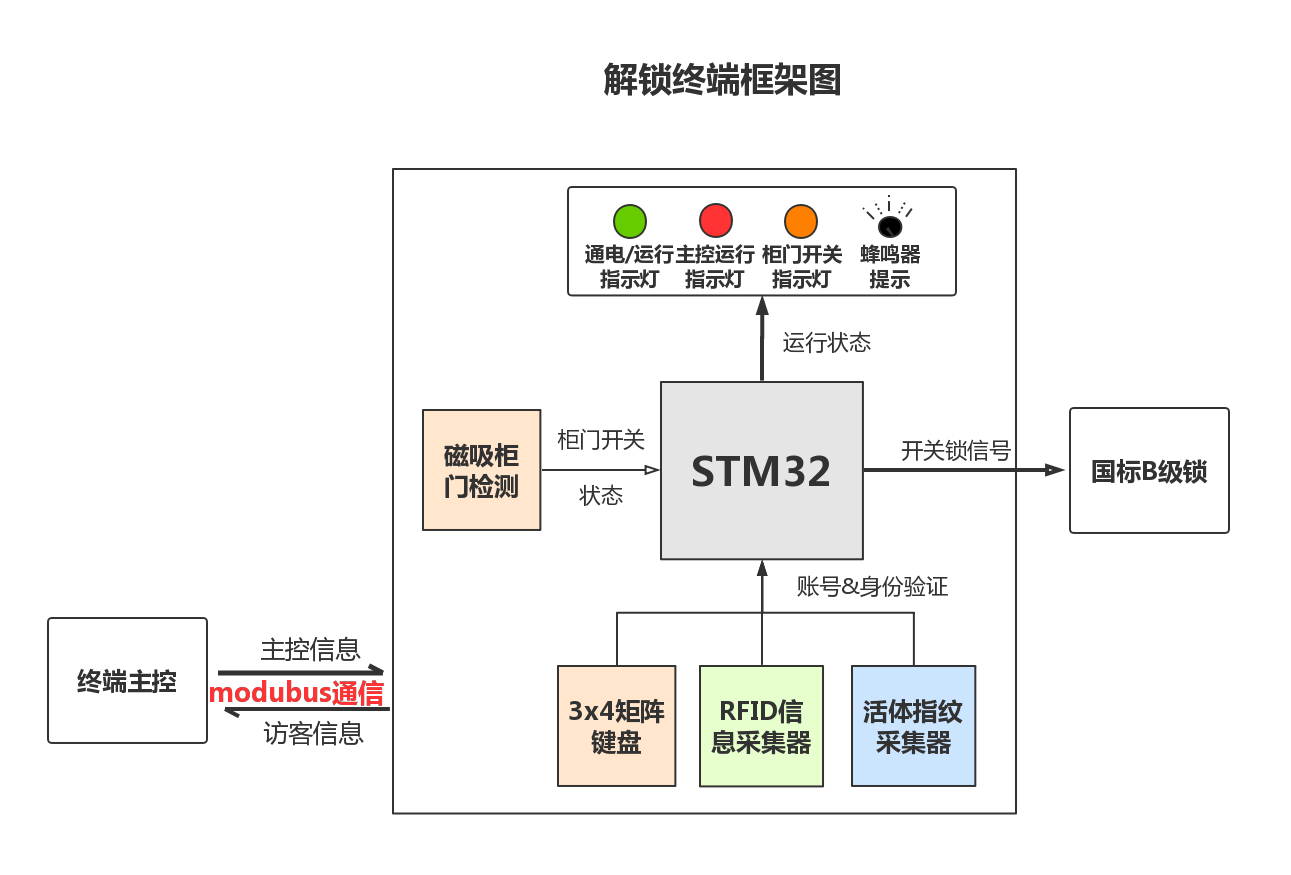 解锁终端框架图
通电/运行
指示灯
主控运行
指示灯
柜门开关
指示灯
蜂鸣器
提示
运行状态
磁吸柜
门检测
柜门开关
状态
STM32
开关锁信号
国标B级锁
账号&身份验证
终端主控
主控信息
modubus通信
访客信息
3x4矩阵
键盘
RFID信
息采集器
活体指纹
采集器